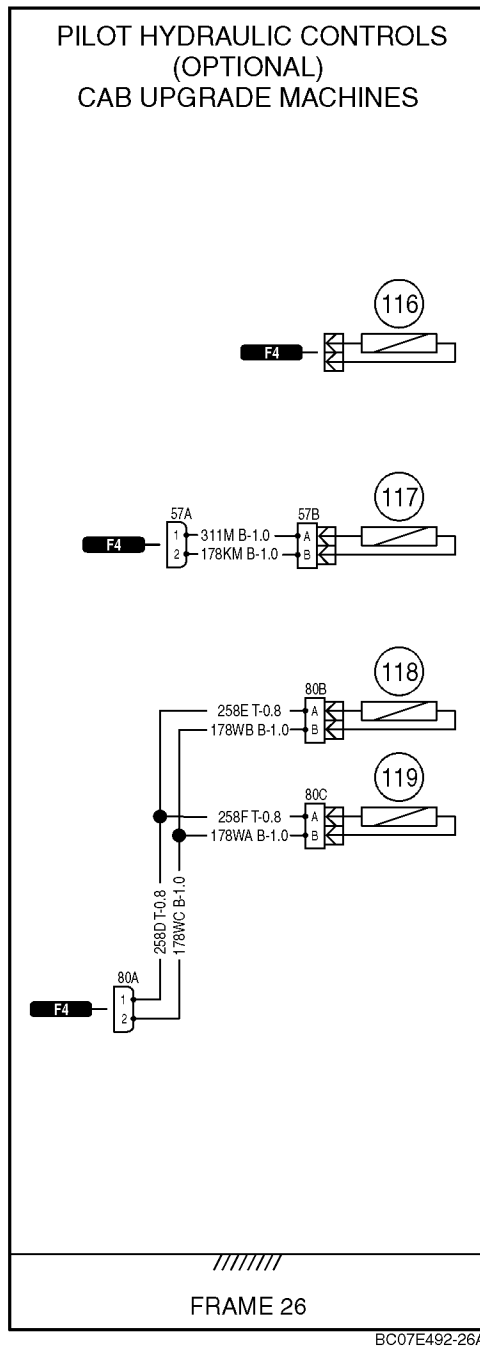 PILOT HYDRAULIC CONTROLS
(OPTIONAL)
CAB UPGRADE MACHINES
116
F4
117
57A
57B
F4
1
311M B-1.0
A
2
178KM B-1.0
B
118
80B
258E T-0.8
A
178WB B-1.0
B
119
80C
258F T-0.8
A
178WA B-1.0
B
258D T-0.8
178WC B-1.0
80A
F4
1
2
FRAME 26
BC07E492-26A